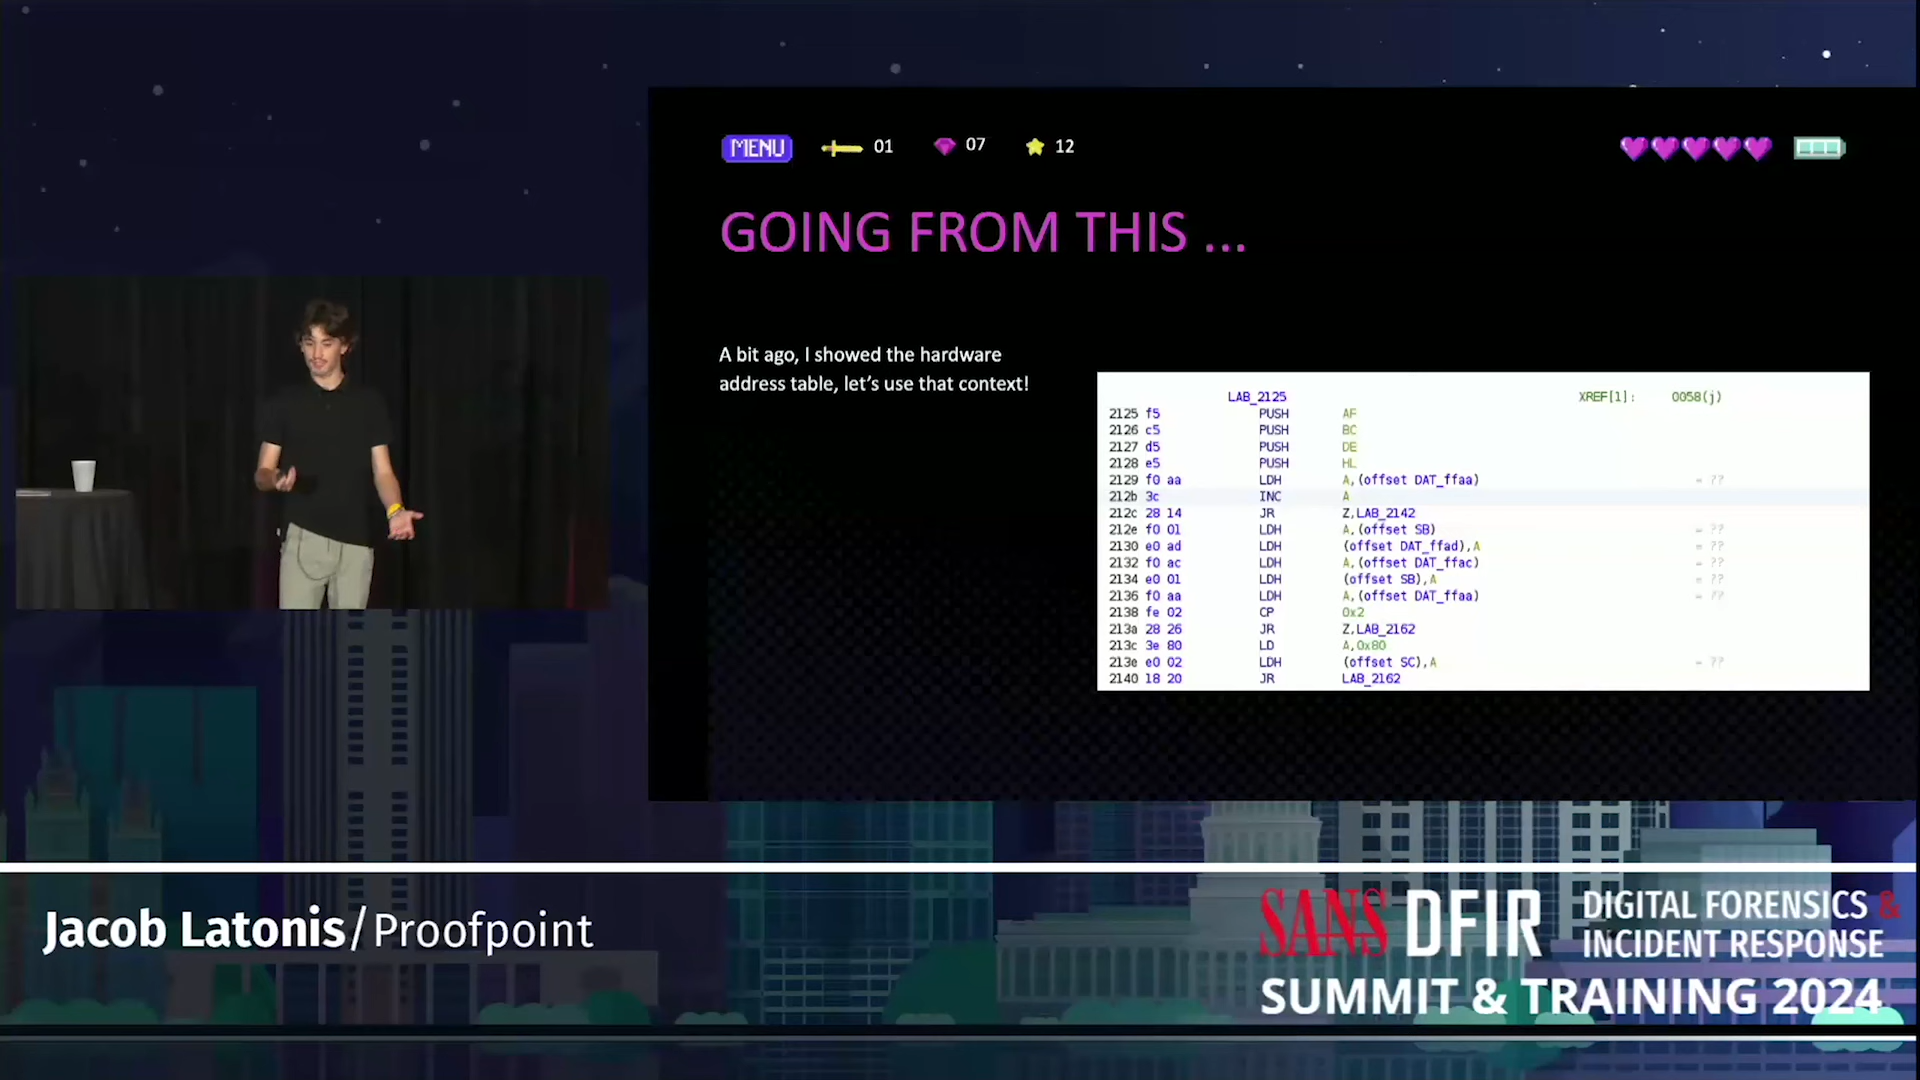 MENU 01 07 12
GOING FROM THIS ...
A bit ago, I showed the hardware
address table, let's use that context!
LAB_2125 XREF[1]: 0058(j)
2125 f5 PUSH AF
2126 c5 PUSH BC
2127 d5 PUSH DE
2128 e5 PUSH HL
2129 f0 aa LDH A,(offset DAT_ffaa) = ??
212b 3c INC A
212c 28 14 JR Z,LAB_2142
212e f0 01 LDH A,(offset SB) = ??
2130 e0 ad LDH (offset DAT_ffad),A = ??
2132 f0 ac LDH A,(offset DAT_ffac) = ??
2134 e0 01 LDH (offset SB),A = ??
2136 f0 aa LDH A,(offset DAT_ffaa) = ??
2138 fe 02 CP 0x2
213a 28 26 JR Z,LAB_2162
213c 3e 80 LD A,0x80
213e e0 02 LDH (offset SC),A = ??
2140 18 20 JR LAB_2162
Jacob Latonis/Proofpoint
SANS DFIR DIGITAL FORENSICS &
INCIDENT RESPONSE
SUMMIT & TRAINING 2024